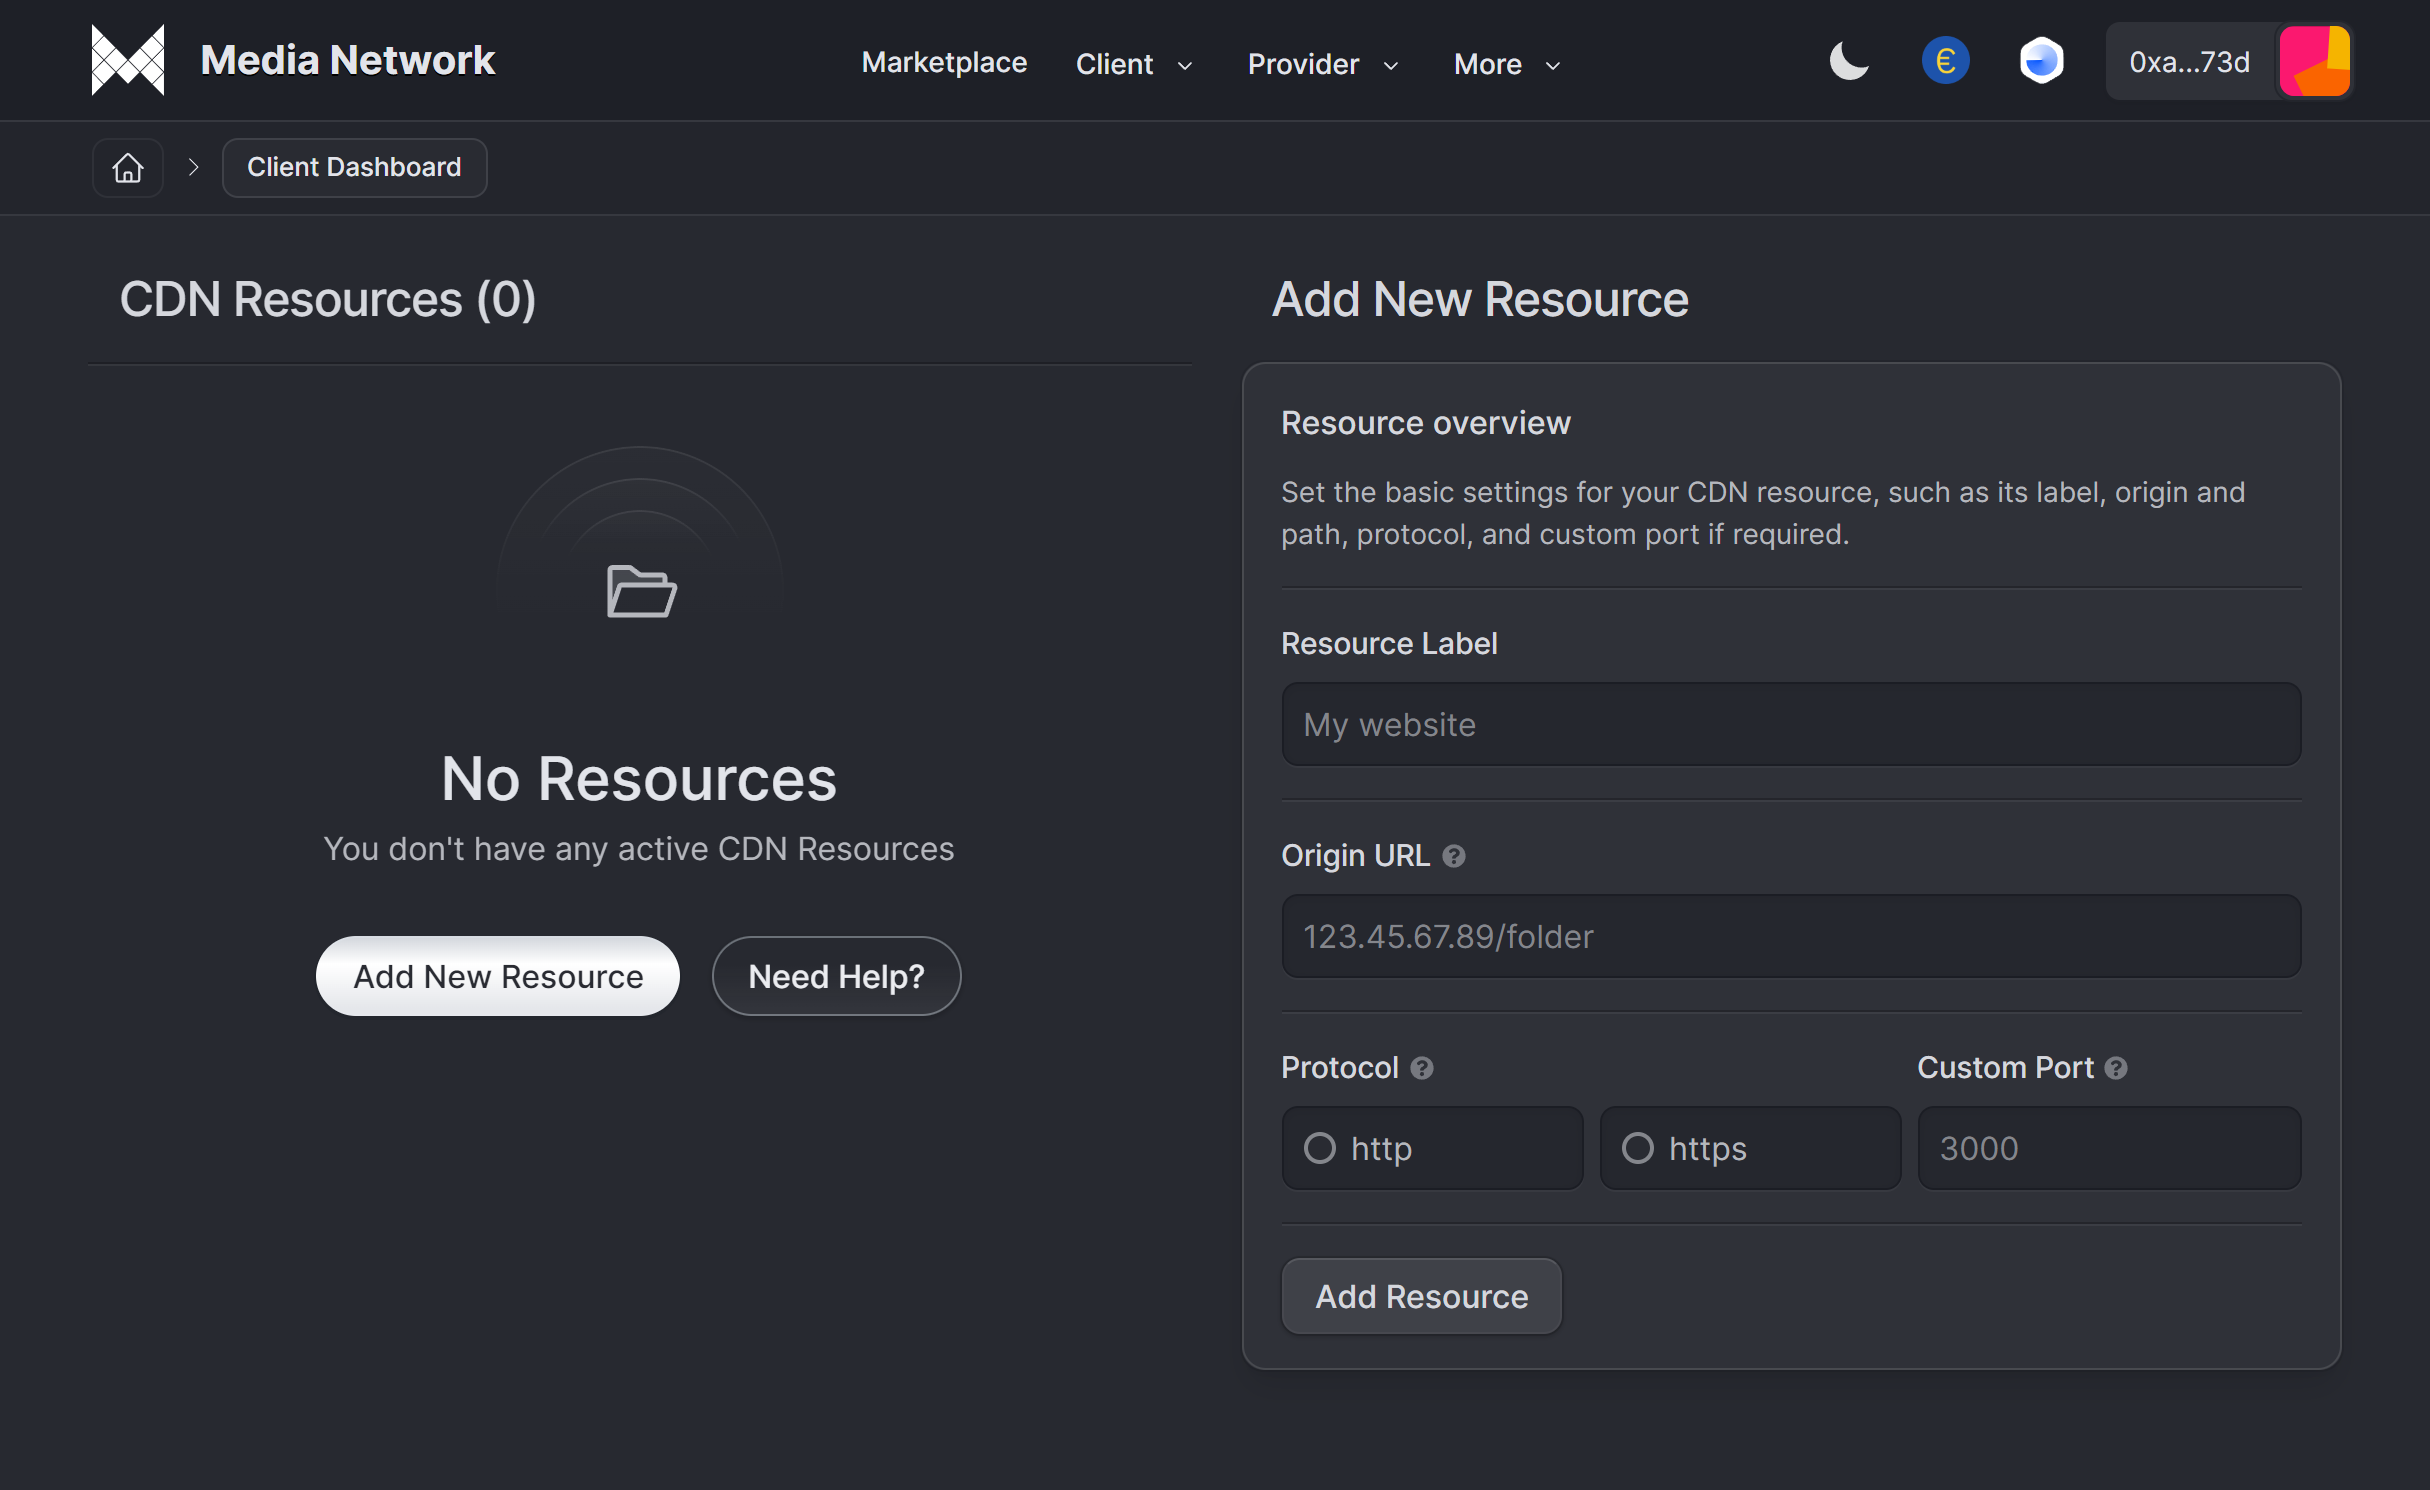 Media Network
Marketplace
Client
Provider
More
€
0xa...73d
Client Dashboard
CDN Resources (0)
No Resources
You don't have any active CDN Resources
Add New Resource
Need Help?
Add New Resource
Resource overview
Set the basic settings for your CDN resource, such as its label, origin and
path, protocol, and custom port if required.
Resource Label
My website
Origin URL ?
123.45.67.89/folder
Protocol ?
Custom Port ?
http
https
3000
Add Resource